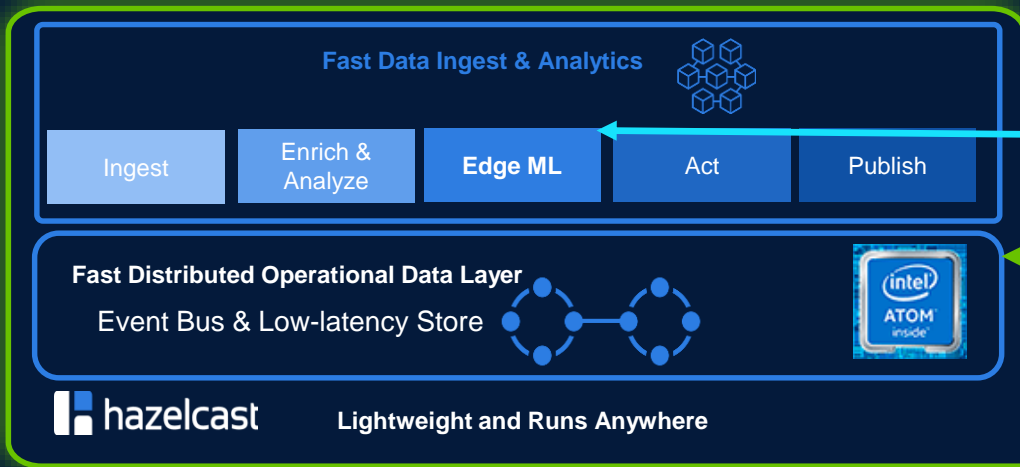 Fast Data Ingest & Analytics
Ingest
Enrich &
Analyze
Edge ML
Act
Publish
Fast Distributed Operational Data Layer
Event Bus & Low-latency Store
intel
ATOM
inside™
hazelcast
Lightweight and Runs Anywhere